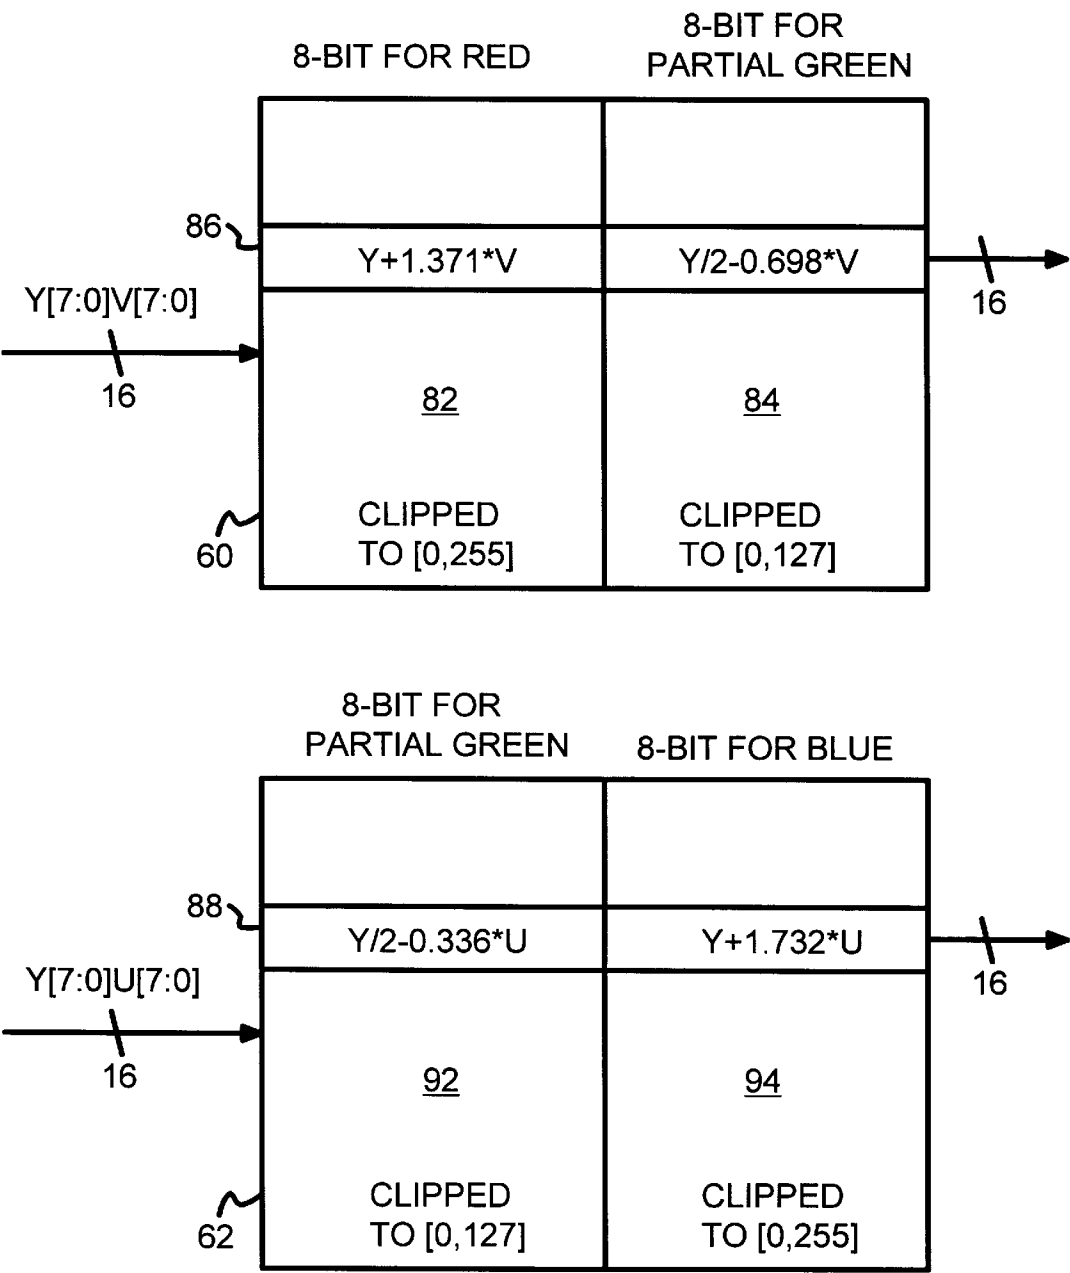 8-BIT FOR RED
8-BIT FOR
PARTIAL GREEN
86
Y+1.371*V
Y/2-0.698*V
16
Y[7:0]V[7:0]
16
82
84
60
CLIPPED
TO [0,255]
CLIPPED
TO [0,127]
8-BIT FOR
PARTIAL GREEN
8-BIT FOR BLUE
88
Y/2-0.336*U
Y+1.732*U
16
Y[7:0]U[7:0]
16
92
94
62
CLIPPED
TO [0,127]
CLIPPED
TO [0,255]